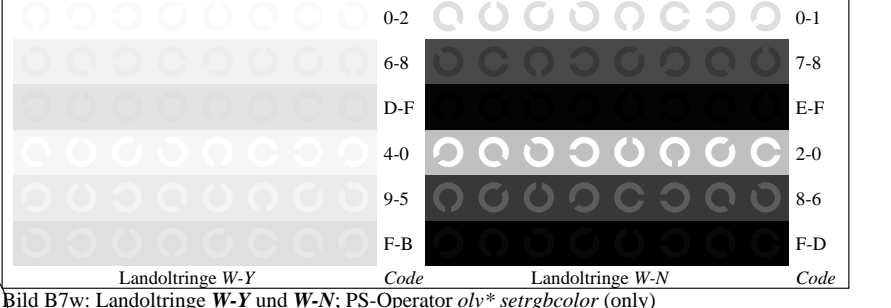 0-2 0-1
6-8 7-8
D-F E-F
4-0 2-0
9-5 8-6
F-B F-D
Landoltringe W-Y Code Landoltringe W-N Code
Bild B7w: Landoltringe W-Y und W-N; PS-Operator olv* setrgbcolor (only)